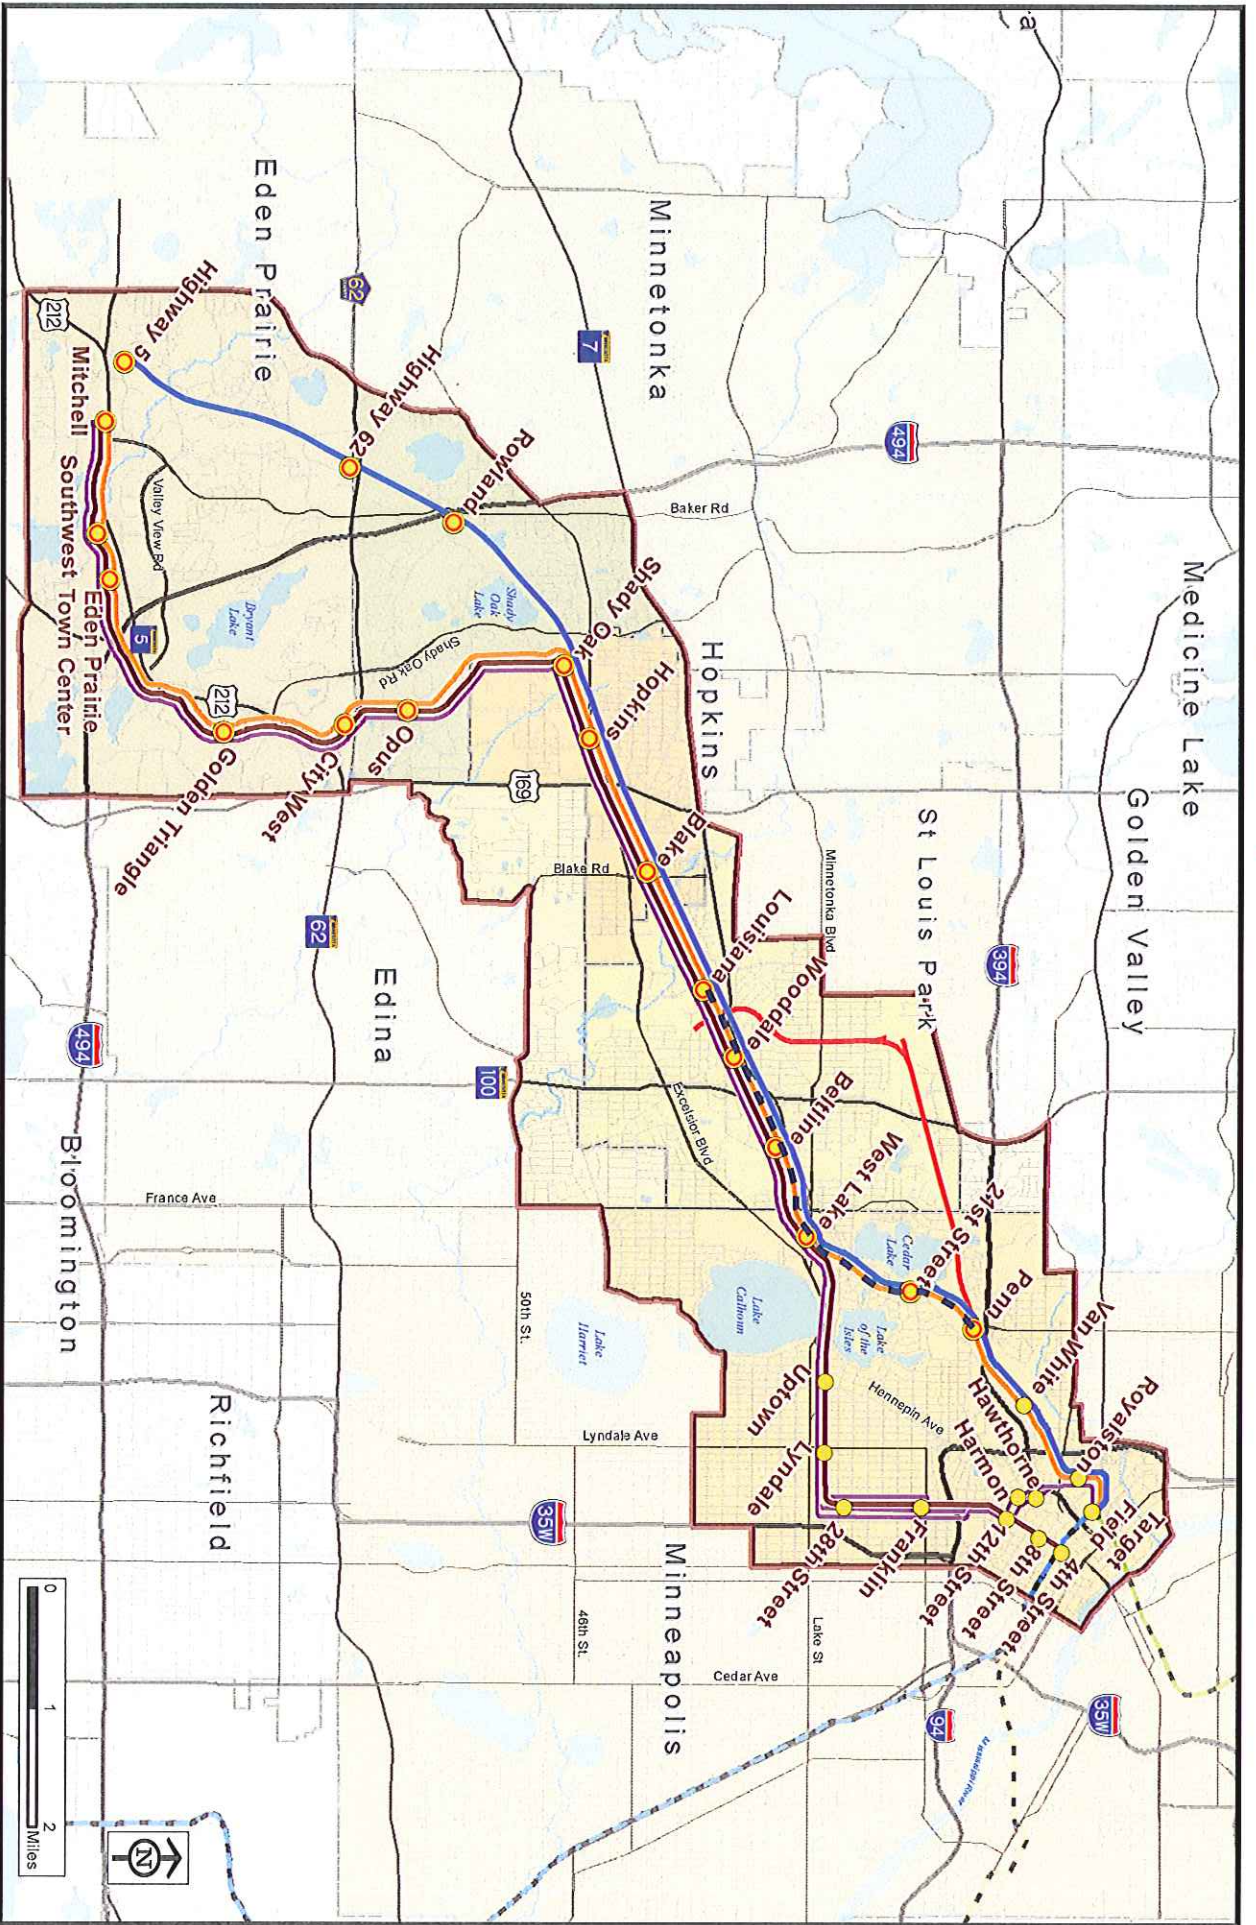 a
Medicine Lake
Golden Valley
Minnetonka
Hopkins
St Louis Park
Eden Prairie
Edina
Bloomington
Richfield
Minneapolis
494
7
62
212
5
212
169
62
494
100
394
35W
94
35W
Baker Rd
Valley View Rd
Shady Oak Rd
Blake Rd
Minnetonka Blvd
Excelsior Blvd
France Ave
50th St.
Lyndale Ave
Hennepin Ave
46th St.
Lake St
Cedar Ave
Bryant
Lake
Shady
Oak
Lake
Cedar
Lake
Lake
Calhoun
Lake
of the
Isles
Lake
Harriet
Mississippi River
Highway 5
Mitchell
Southwest
Eden Prairie
Town Center
Golden Triangle
City West
Opus
Highway 62
Rowland
Shady Oak
Hopkins
Blake
Louisiana
Wooddale
Beltline
West Lake
21st Street
Penn
Van White
Royalston
Target
Field
Hawthorne
Harmon
4th Street
8th Street
12th Street
Franklin
28th Street
Lyndale
Uptown
0
1
2
Miles
N